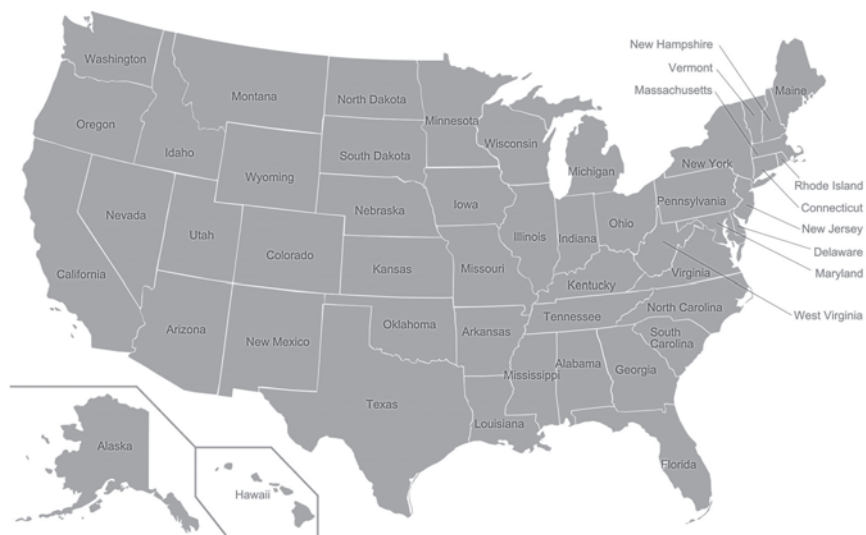 Washington
Oregon
California
Nevada
Idaho
Montana
Wyoming
Utah
Arizona
Colorado
New Mexico
North Dakota
South Dakota
Nebraska
Kansas
Oklahoma
Texas
Minnesota
Iowa
Missouri
Arkansas
Louisiana
Wisconsin
Illinois
Michigan
Indiana
Ohio
Kentucky
Tennessee
Mississippi
Alabama
Georgia
Florida
South
Carolina
North Carolina
Virginia
Pennsylvania
New York
Maine
New Hampshire
Vermont
Massachusetts
Rhode Island
Connecticut
New Jersey
Delaware
Maryland
West Virginia
Alaska
Hawaii